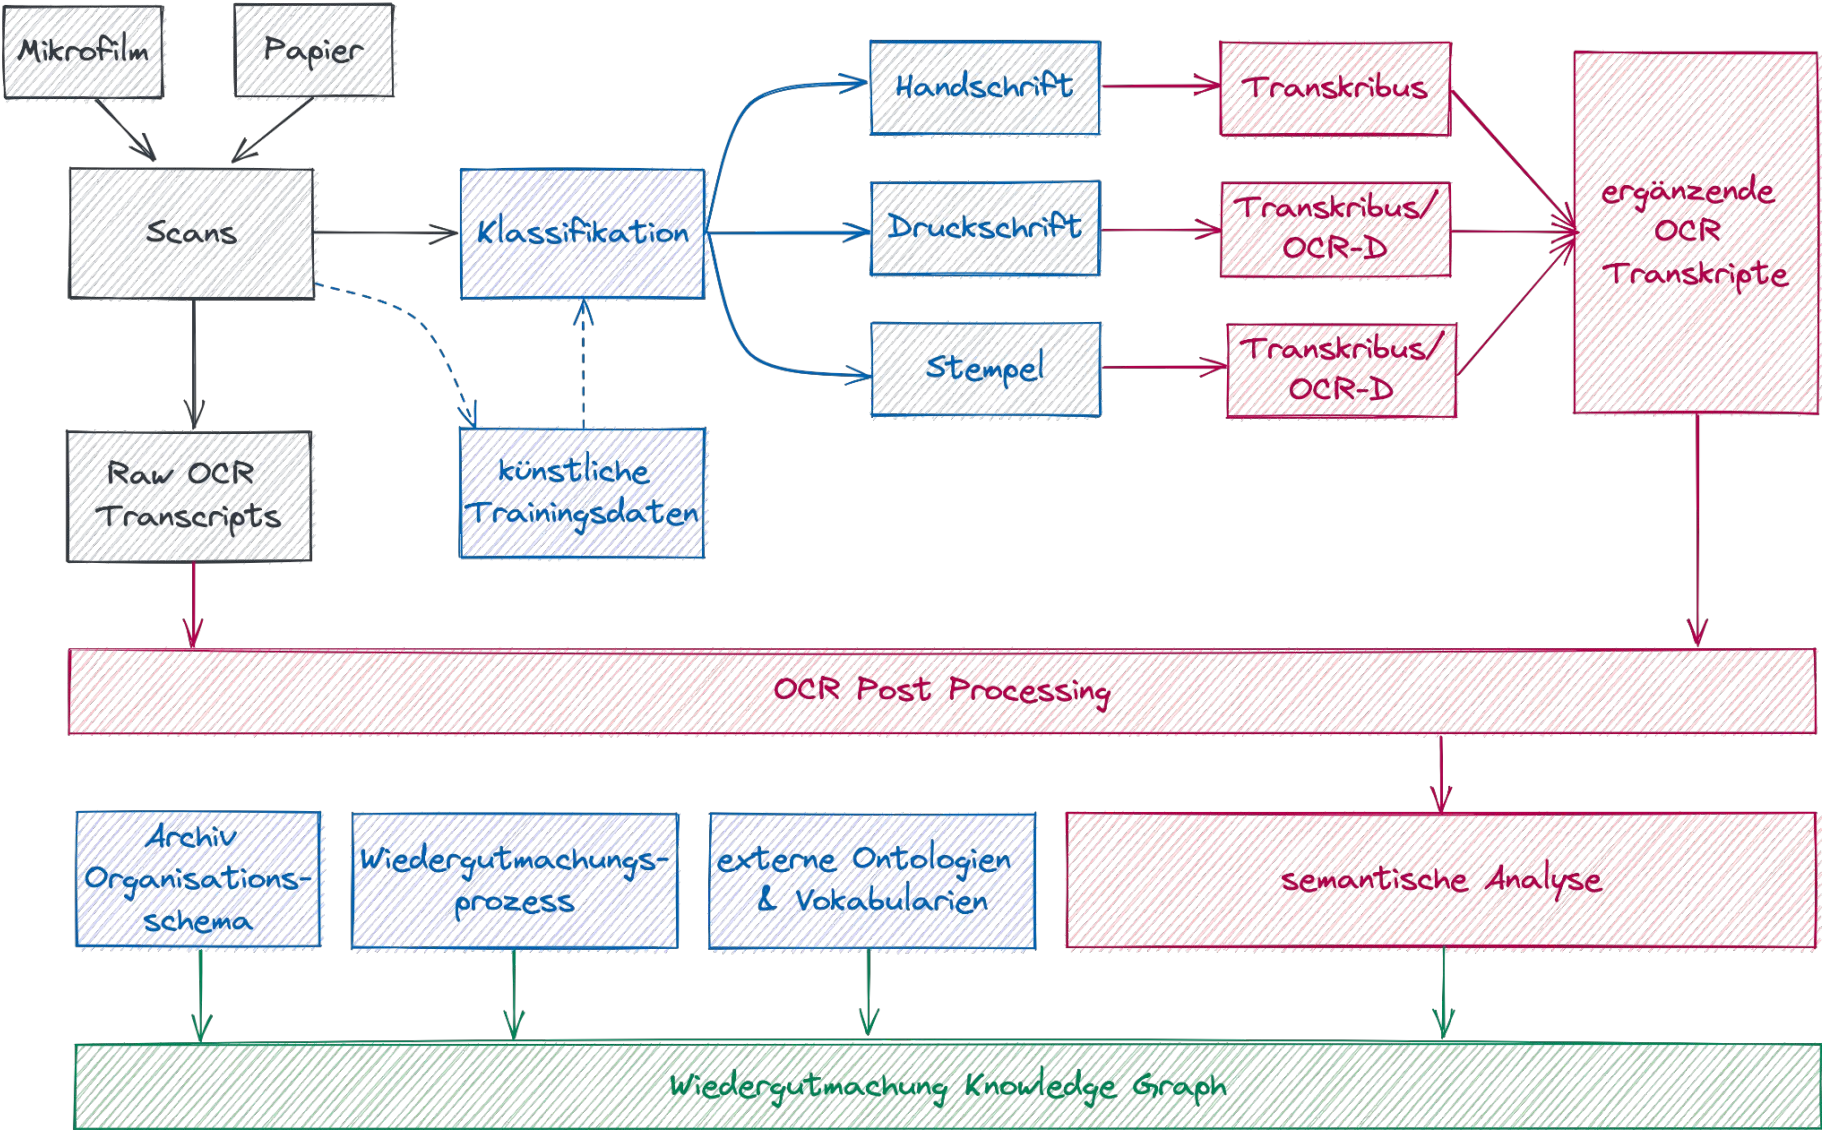 Mikrofilm
Papier
Scans
Klassifikation
Handschrift
Transkribus
Druckschrift
Transkribus/
OCR-D
Stempel
Transkribus/
OCR-D
ergänzende
OCR
Transkripte
Raw OCR
Transcripts
künstliche
Trainingsdaten
OCR Post Processing
Archiv
Organisations-
schema
Wiedergutmachungs-
prozess
externe Ontologien
& Vokabularien
semantische Analyse
Wiedergutmachung Knowledge Graph